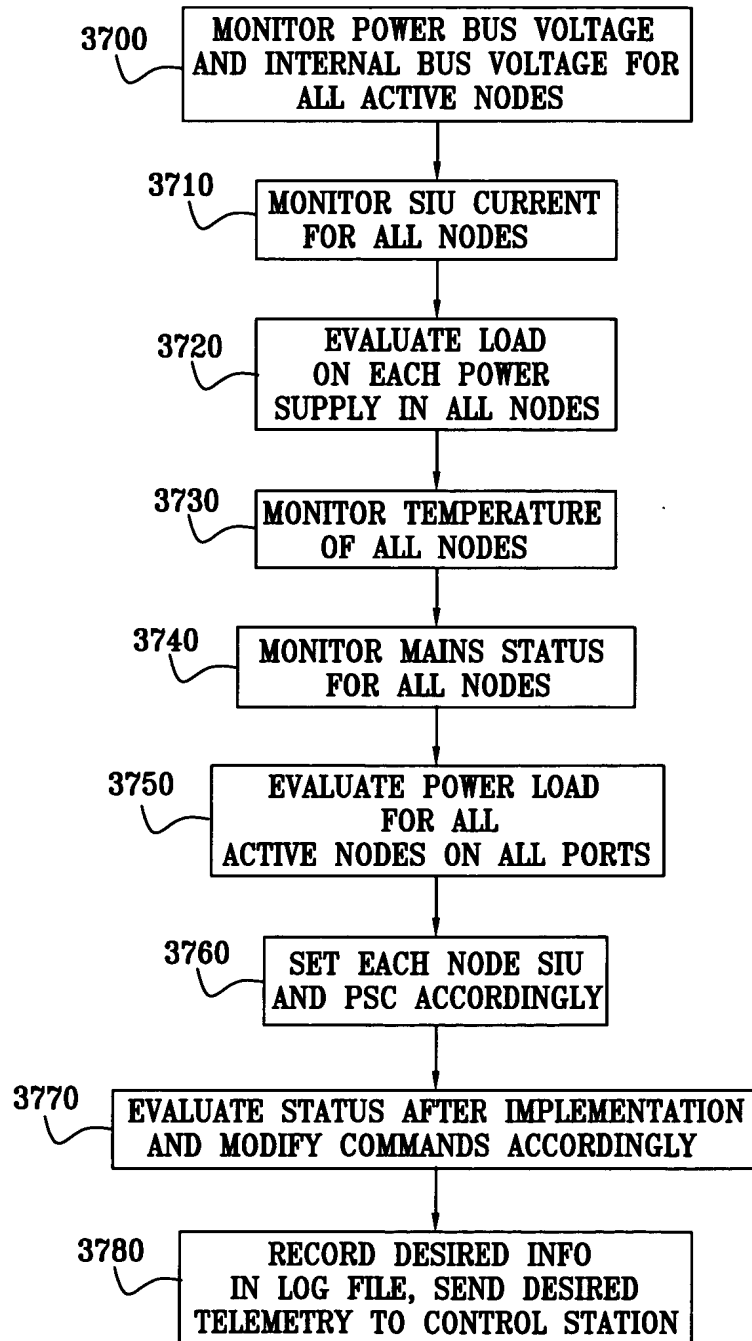 3700
MONITOR POWER BUS VOLTAGE
AND INTERNAL BUS VOLTAGE FOR
ALL ACTIVE NODES
3710
MONITOR SIU CURRENT
FOR ALL NODES
3720
EVALUATE LOAD
ON EACH POWER
SUPPLY IN ALL NODES
3730
MONITOR TEMPERATURE
OF ALL NODES
3740
MONITOR MAINS STATUS
FOR ALL NODES
3750
EVALUATE POWER LOAD
FOR ALL
ACTIVE NODES ON ALL PORTS
3760
SET EACH NODE SIU
AND PSC ACCORDINGLY
3770
EVALUATE STATUS AFTER IMPLEMENTATION
AND MODIFY COMMANDS ACCORDINGLY
3780
RECORD DESIRED INFO
IN LOG FILE, SEND DESIRED
TELEMETRY TO CONTROL STATION